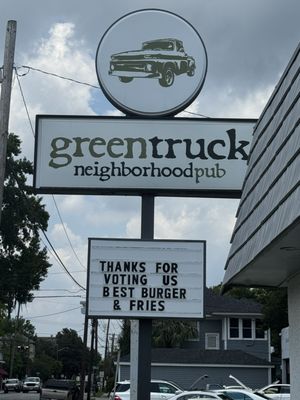 greentruck
neighborhoodpub
THANKS FOR
VOTING US
BEST BURGER
& FRIES